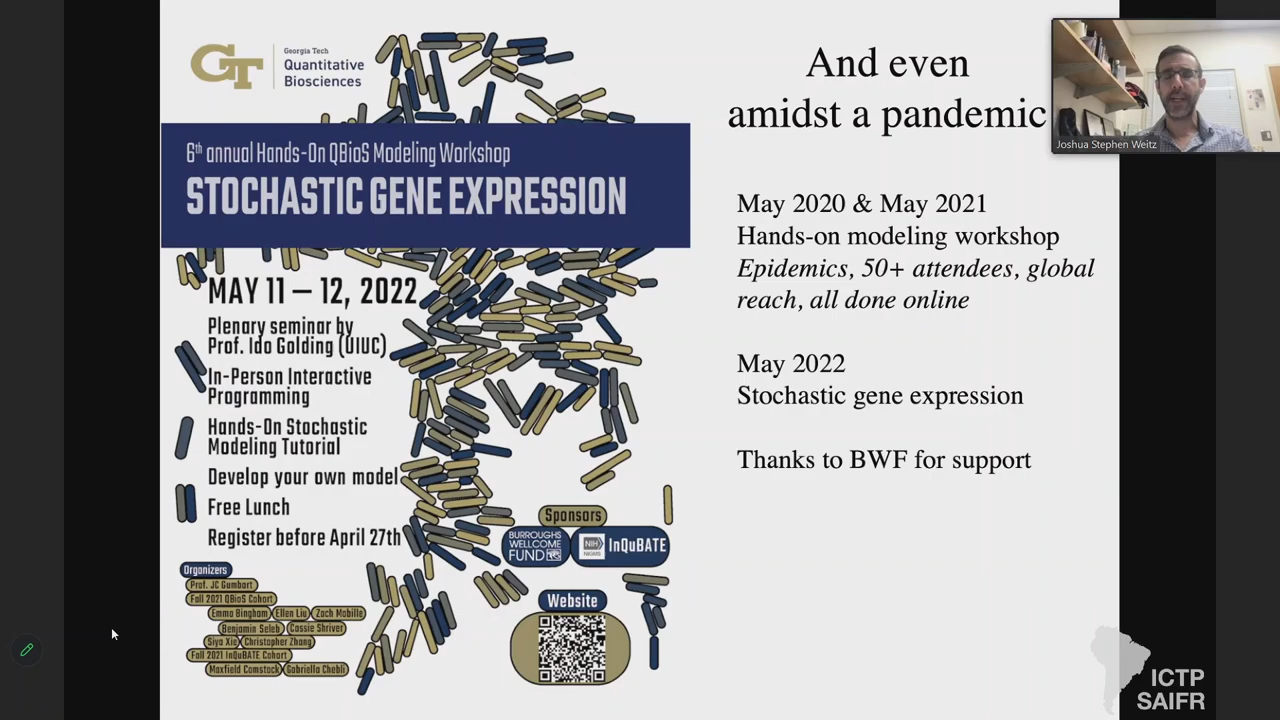 GT
Georgia Tech
Quantitative
Biosciences
6th annual Hands-On QBioS Modeling Workshop
STOCHASTIC GENE EXPRESSION
MAY 11 – 12, 2022
Plenary seminar by
Prof. Ido Golding (UIUC)
In-Person Interactive
Programming
Hands-On Stochastic
Modeling Tutorial
Develop your own model
Free Lunch
Register before April 27th
Organizers
Prof. JC Gumbart
Fall 2021 QBioS Cohort
Emma Bingham Ellen Liu Zach Mobille
Benjamin Seleb Cassie Shriver
Siya Xie Christopher Zhang
Fall 2021 InQuBATE Cohort
Maxfield Comstock Gabriella Chebli
Sponsors
BURROUGHS
WELLCOME
FUND
NIH
InQuBATE
Website
And even
amidst a pandemic
May 2020 & May 2021
Hands-on modeling workshop
Epidemics, 50+ attendees, global
reach, all done online
May 2022
Stochastic gene expression
Thanks to BWF for support
Joshua Stephen Weitz
ICTP
SAIFR